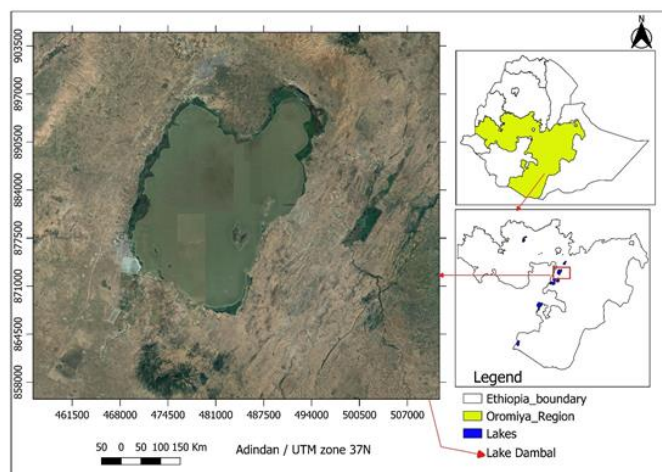 N
903500
897000
890500
884000
877500
871000
864500
858000
461500 468000 474500 481000 487500 494000 500500 507000
50 0 50 100 150 Km
Adindan / UTM zone 37N
Legend
Ethiopia_boundary
Oromiya_Region
Lakes
Lake Dambal